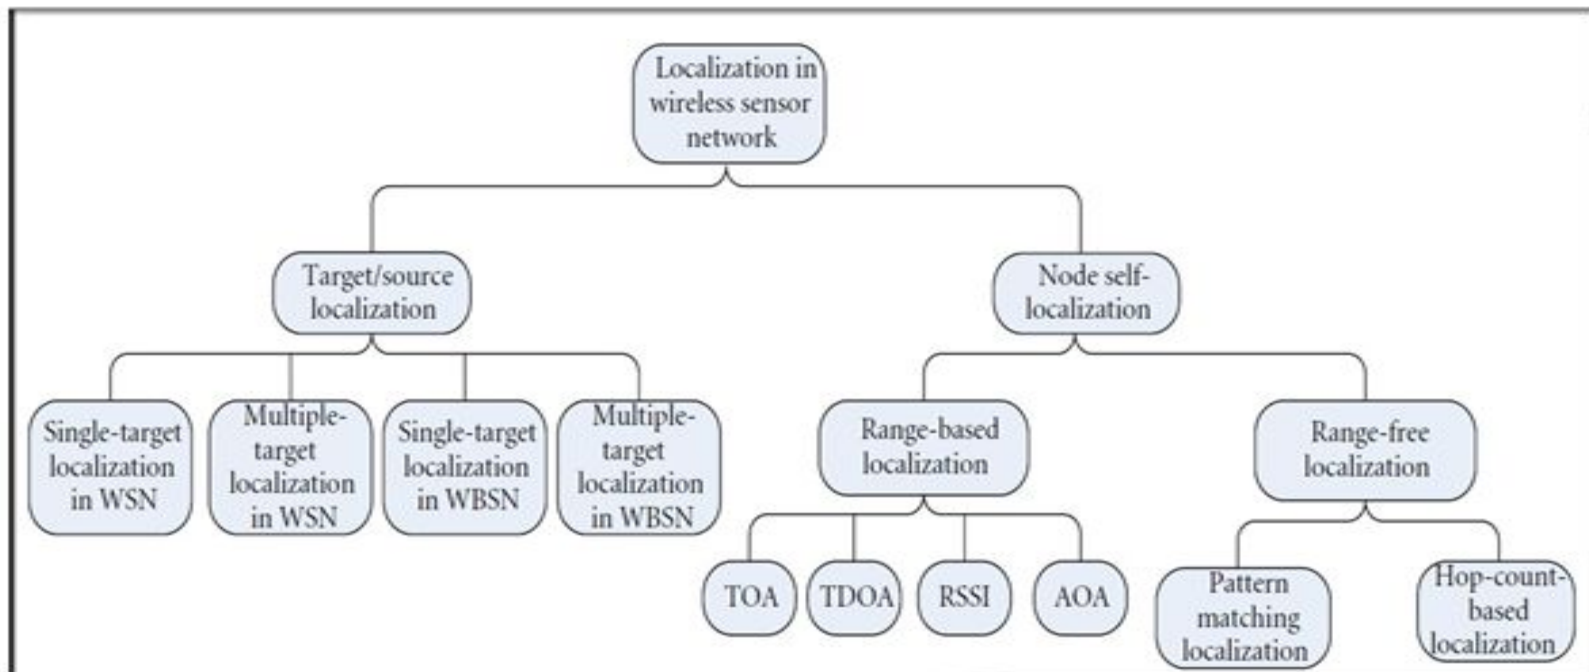 Localization in
wireless sensor
network
Target/source
localization
Node self-
localization
Single-target
localization
in WSN
Multiple-
target
localization
in WSN
Single-target
localization
in WBSN
Multiple-
target
localization
in WBSN
Range-based
localization
Range-free
localization
TOA
TDOA
RSSI
AOA
Pattern
matching
localization
Hop-count-
based
localization